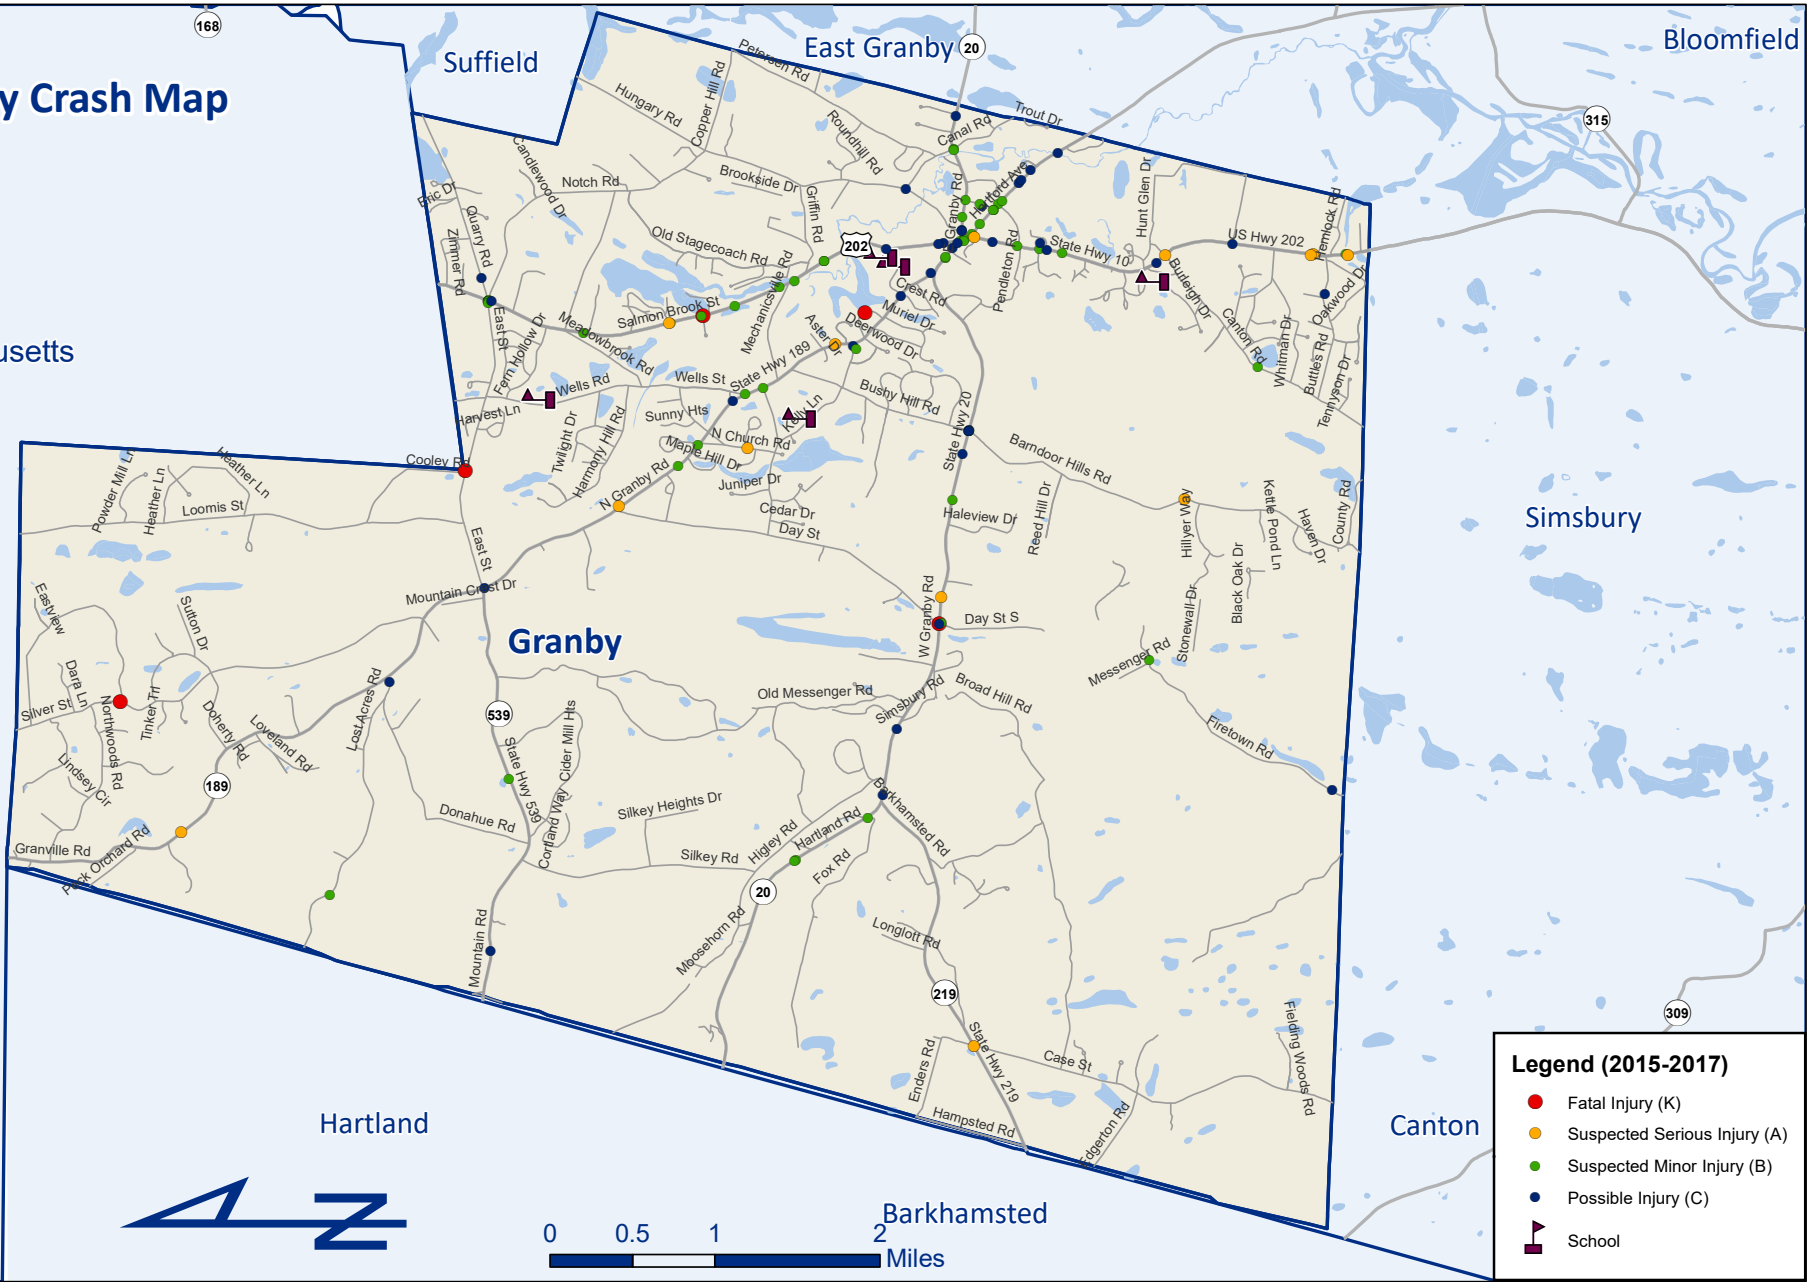 168
Suffield
East Granby
20
Bloomfield
y Crash Map
315
Petersen Rd
Hungary Rd
Copper Hill Rd
Roundhill Rd
Canal Rd
Trout Dr
Candlewood Dr
Notch Rd
Brookside Dr
Griffin Rd
Granby Rd
Hartford Ave
Hunt Glen Dr
Hemlock Rd
Eric Dr
Quarry Rd
Zimmer Rd
Old Stagecoach Rd
202
Pendleton Rd
State Hwy 10
US Hwy 202
Burleigh Dr
Oakwood Dr
Mechanicsville Rd
Crest Rd
Muriel Dr
Salmon Brook St
Meadowbrook Rd
East St
Fern Hollow Dr
Aster Dr
Deerwood Dr
Canton Rd
Whitman Dr
Buttles Rd
Tennyson Dr
usetts
State Hwy 189
Wells St
Wells Rd
Harvest Ln
Bushy Hill Rd
Kelly Ln
Sunny Hts
N Church Rd
Maple Hill Dr
Twilight Dr
Harmony Hill Rd
State Hwy 20
Barndoor Hills Rd
Cooley Rd
Powder Mill Ln
Heather Ln
Heather Ln
Loomis St
N Granby Rd
Juniper Dr
Cedar Dr
Day St
Haleview Dr
Reed Hill Dr
Hillyer Way
Kettle Pond Ln
Haven Dr
County Rd
Simsbury
East St
Mountain Crest Dr
Black Oak Dr
Stonewall Dr
Eastview
Sutton Dr
Granby
W Granby Rd
Day St S
Messenger Rd
Dara Ln
Silver St
Northwoods Rd
Tinker Trl
Doherty Rd
Loveland Rd
Lost Acres Rd
539
Old Messenger Rd
Simsbury Rd
Broad Hill Rd
Firetown Rd
Lindsey Cir
189
State Hwy 539
Cider Mill Hts
Cortland Way
Donahue Rd
Silkey Heights Dr
Silkey Rd
Higley Rd
Hartland Rd
Barkhamsted Rd
Fox Rd
Granville Rd
Peck Orchard Rd
20
Moosehorn Rd
Mountain Rd
Longlott Rd
219
State Hwy 219
Enders Rd
Case St
Hampsted Rd
Edgerton Rd
Fielding Woods Rd
309
Hartland
Canton
Barkhamsted
N
0 0.5 1 2
Miles
Legend (2015-2017)
Fatal Injury (K)
Suspected Serious Injury (A)
Suspected Minor Injury (B)
Possible Injury (C)
School